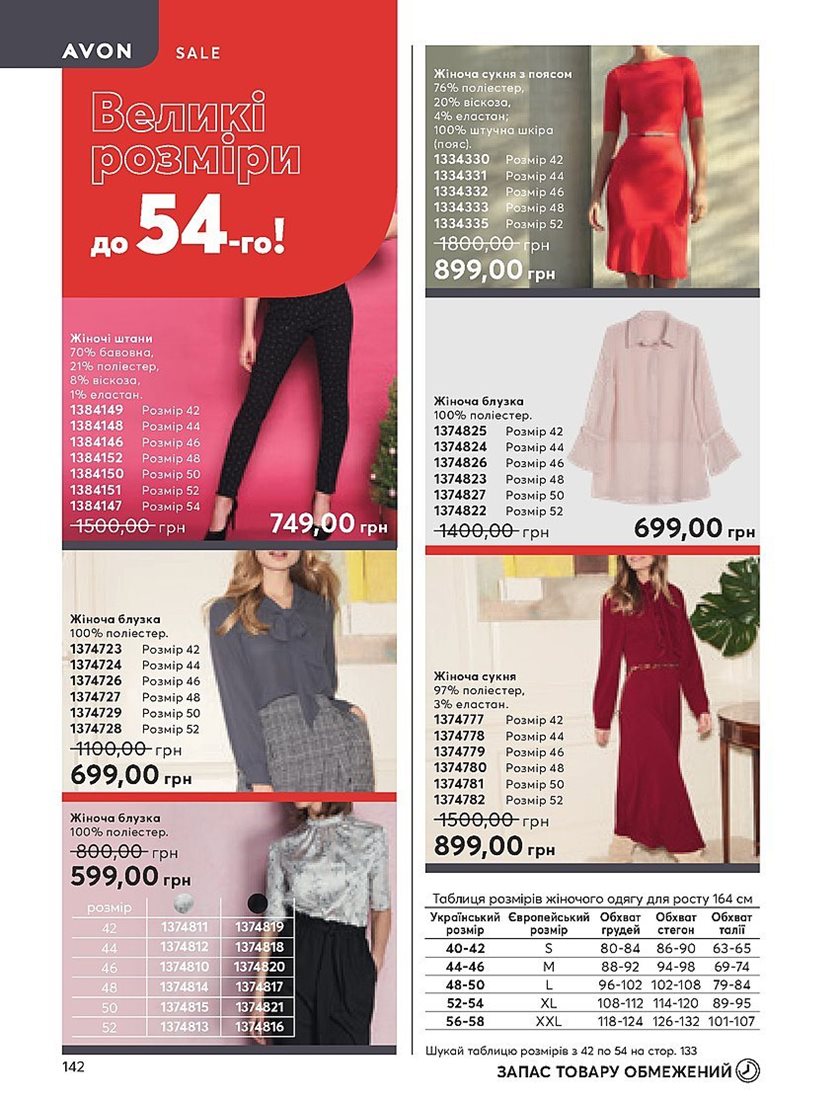 AVON
SALE
Великі
розміри
до 54-го!
Жіночі штани
70% бавовна,
21% поліестер,
8% віскоза,
1% еластан.
1384149 Розмір 42
1384148 Розмір 44
1384146 Розмір 46
1384152 Розмір 48
1384150 Розмір 50
1384151 Розмір 52
1384147 Розмір 54
1500,00 грн
749,00 грн
Жіноча блузка
100% поліестер.
1374723 Розмір 42
1374724 Розмір 44
1374726 Розмір 46
1374727 Розмір 48
1374729 Розмір 50
1374728 Розмір 52
1100,00 грн
699,00 грн
Жіноча блузка
100% поліестер.
800,00 грн
599,00 грн
розмір
42 1374811 1374819
44 1374812 1374818
46 1374810 1374820
48 1374814 1374817
50 1374815 1374821
52 1374813 1374816
142
Жіноча сукня з поясом
76% поліестер,
20% віскоза,
4% еластан;
100% штучна шкіра
(пояс).
1334330 Розмір 42
1334331 Розмір 44
1334332 Розмір 46
1334333 Розмір 48
1334335 Розмір 52
1800,00 грн
899,00 грн
Жіноча блузка
100% поліестер.
1374825 Розмір 42
1374824 Розмір 44
1374826 Розмір 46
1374823 Розмір 48
1374827 Розмір 50
1374822 Розмір 52
1400,00 грн
699,00 грн
Жіноча сукня
97% поліестер,
3% еластан.
1374777 Розмір 42
1374778 Розмір 44
1374779 Розмір 46
1374780 Розмір 48
1374781 Розмір 50
1374782 Розмір 52
1500,00 грн
899,00 грн
Таблиця розмірів жіночого одягу для росту 164 см
Український Європейський Обхват Обхват Обхват
розмір розмір грудей стегон талії
40-42 S 80-84 86-90 63-65
44-46 M 88-92 94-98 69-74
48-50 L 96-102 102-108 79-84
52-54 XL 108-112 114-120 89-95
56-58 XXL 118-124 126-132 101-107
Шукай таблицю розмірів з 42 по 54 на стор. 133
ЗАПАС ТОВАРУ ОБМЕЖЕНИЙ